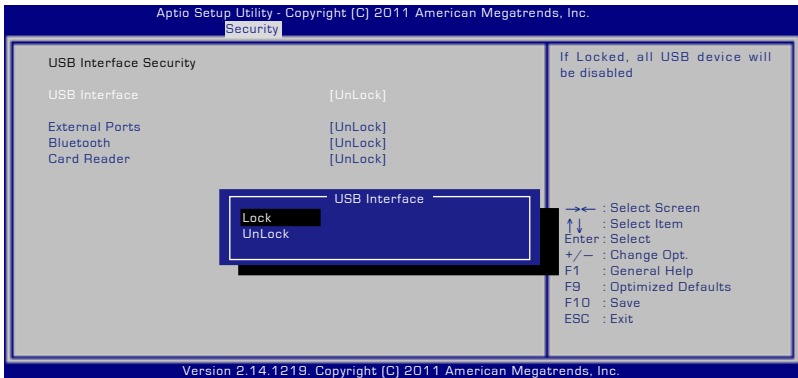 Aptio Setup Utility - Copyright (C) 2011 American Megatrends, Inc.
Security
USB Interface Security
USB Interface [UnLock]
External Ports [UnLock]
Bluetooth [UnLock]
Card Reader [UnLock]
If Locked, all USB device will
be disabled
USB Interface
Lock
UnLock
→← : Select Screen
↑↓ : Select Item
Enter : Select
+/— : Change Opt.
F1 : General Help
F9 : Optimized Defaults
F10 : Save
ESC : Exit
Version 2.14.1219. Copyright (C) 2011 American Megatrends, Inc.